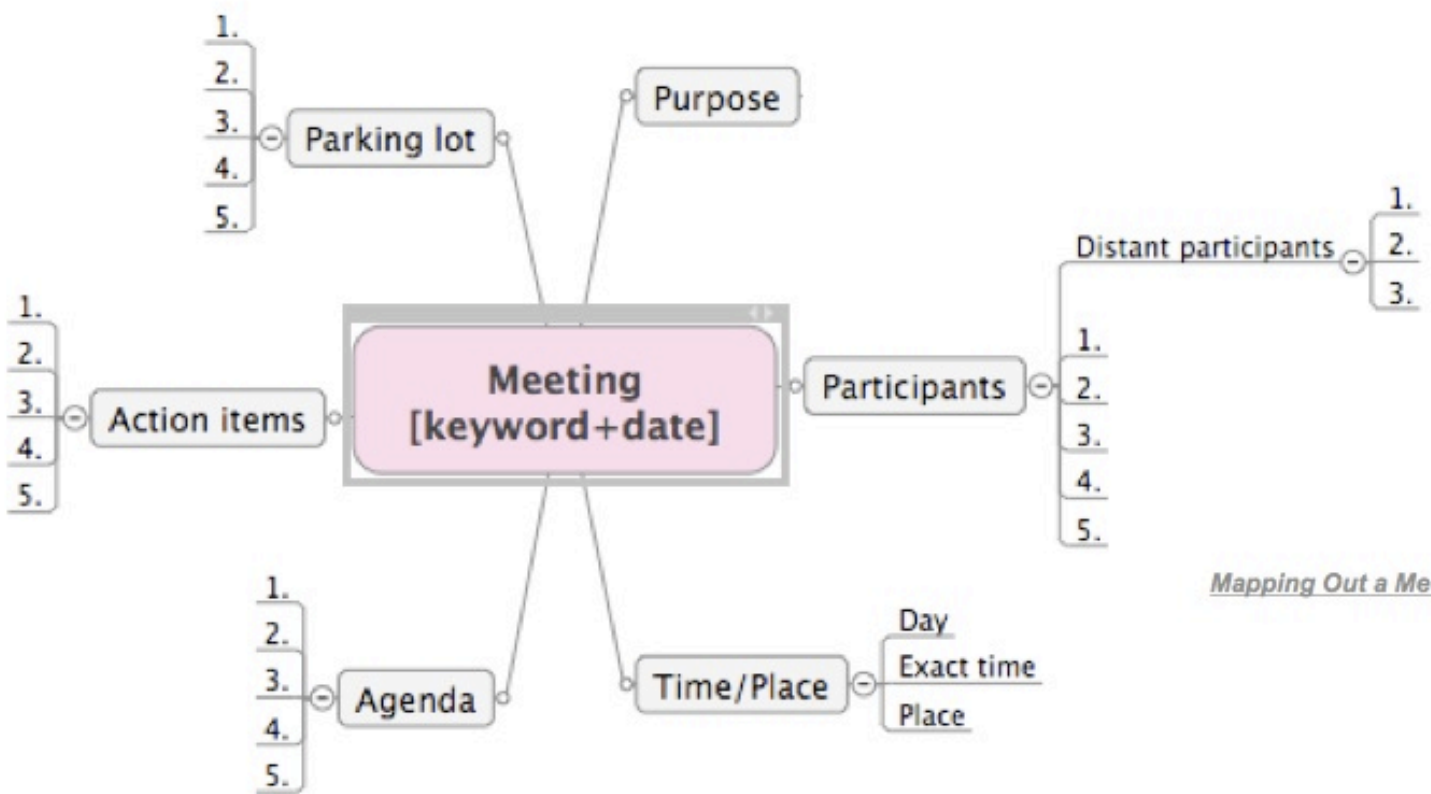 Purpose
Participants
Distant participants
1.
2.
3.
1.
2.
3.
4.
5.
Time/Place
Day
Exact time
Place
Agenda
1.
2.
3.
4.
5.
Action items
1.
2.
3.
4.
5.
Parking lot
1.
2.
3.
4.
5.
Meeting
[keyword+date]
Mapping Out a Me